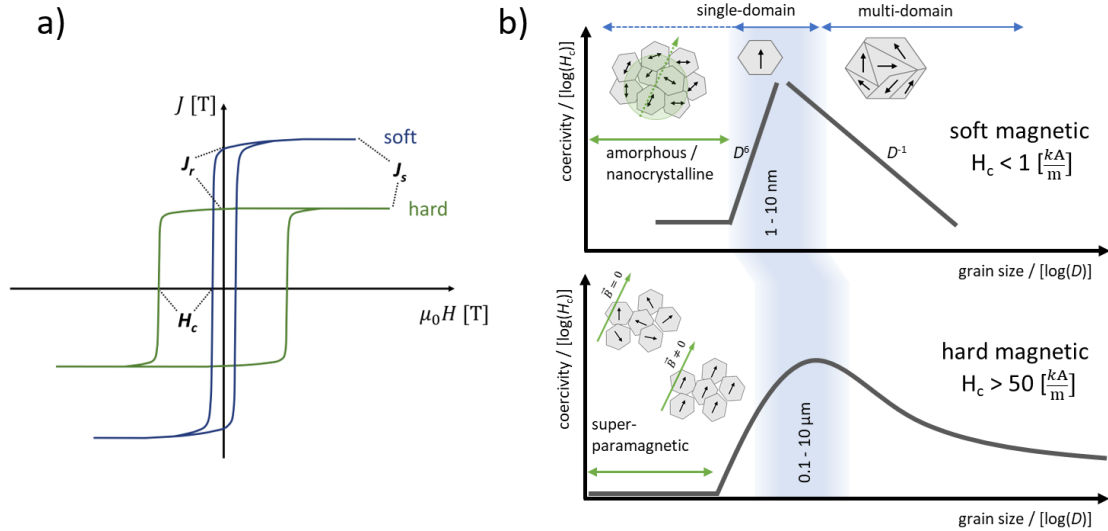 a)
J [T]
soft
J_r
J_s
hard
H_c
μ₀H [T]
b)
single-domain
multi-domain
coercivity / [log(H_c)]
amorphous /
nanocrystalline
D⁶
1 - 10 nm
D⁻¹
soft magnetic
H_c < 1 [kA/m]
grain size / [log(D)]
coercivity / [log(H_c)]
B⃗ = 0
B⃗ ≠ 0
super-
paramagnetic
0.1 - 10 µm
hard magnetic
H_c > 50 [kA/m]
grain size / [log(D)]